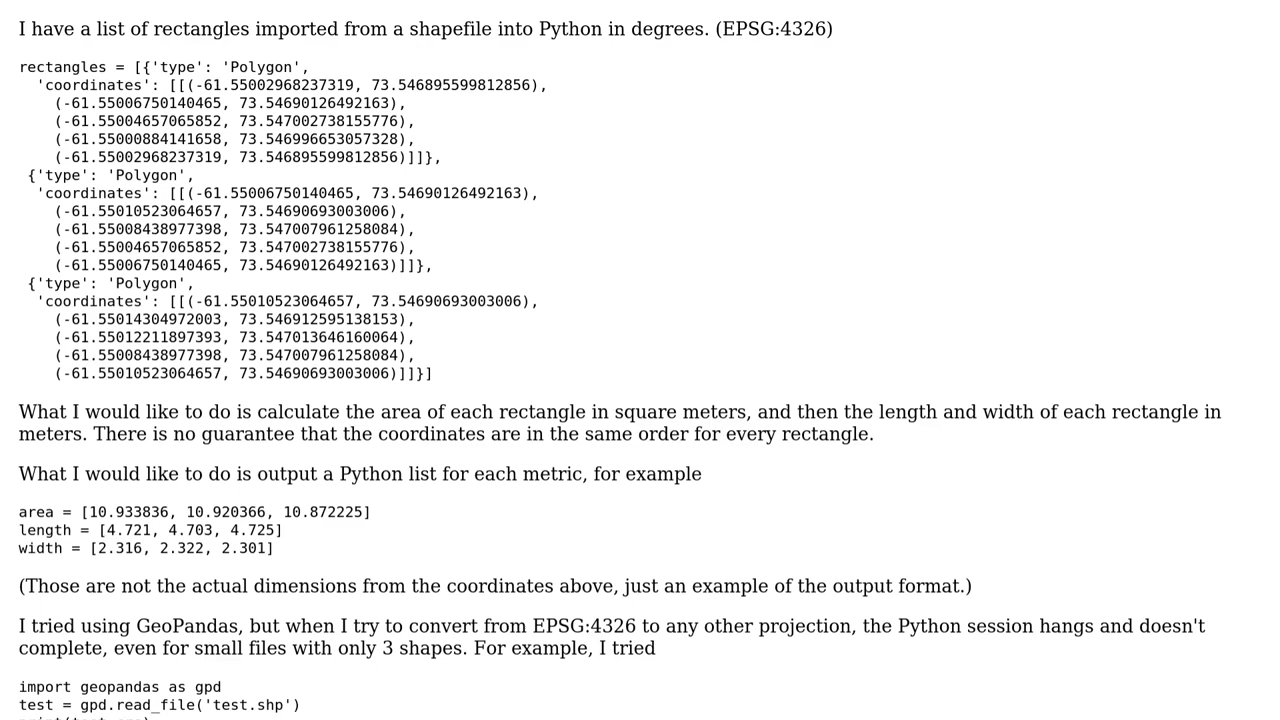 I have a list of rectangles imported from a shapefile into Python in degrees. (EPSG:4326)
rectangles = [{'type': 'Polygon',
  'coordinates': [[(-61.55002968237319, 73.546895599812856),
    (-61.55006750140465, 73.54690126492163),
    (-61.55004657065852, 73.547002738155776),
    (-61.55000884141658, 73.546996653057328),
    (-61.55002968237319, 73.546895599812856)]]},
 {'type': 'Polygon',
  'coordinates': [[(-61.55006750140465, 73.54690126492163),
    (-61.55010523064657, 73.54690693003006),
    (-61.55008438977398, 73.547007961258084),
    (-61.55004657065852, 73.547002738155776),
    (-61.55006750140465, 73.54690126492163)]]},
 {'type': 'Polygon',
  'coordinates': [[(-61.55010523064657, 73.54690693003006),
    (-61.55014304972003, 73.546912595138153),
    (-61.55012211897393, 73.547013646160064),
    (-61.55008438977398, 73.547007961258084),
    (-61.55010523064657, 73.54690693003006)]]}]
What I would like to do is calculate the area of each rectangle in square meters, and then the length and width of each rectangle in
meters. There is no guarantee that the coordinates are in the same order for every rectangle.
What I would like to do is output a Python list for each metric, for example
area = [10.933836, 10.920366, 10.872225]
length = [4.721, 4.703, 4.725]
width = [2.316, 2.322, 2.301]
(Those are not the actual dimensions from the coordinates above, just an example of the output format.)
I tried using GeoPandas, but when I try to convert from EPSG:4326 to any other projection, the Python session hangs and doesn't
complete, even for small files with only 3 shapes. For example, I tried
import geopandas as gpd
test = gpd.read_file('test.shp')